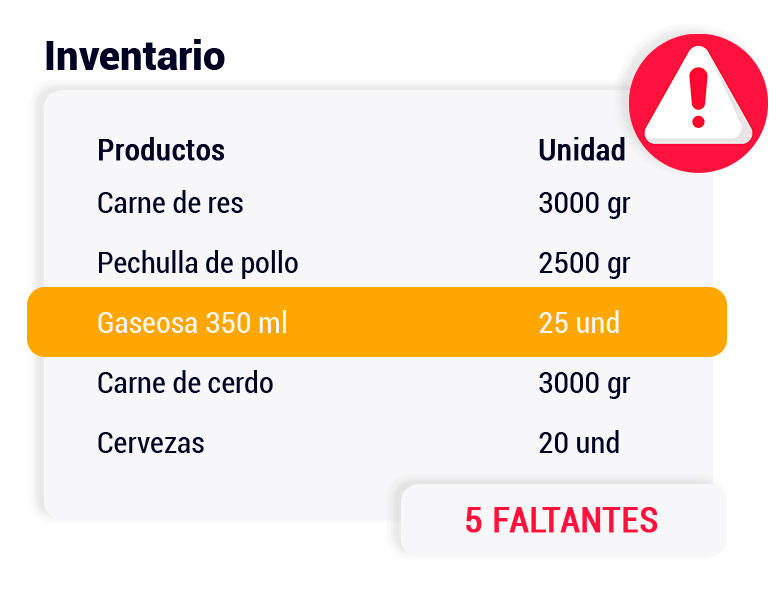 Inventario
Productos Unidad
Carne de res 3000 gr
Pechulla de pollo 2500 gr
Gaseosa 350 ml 25 und
Carne de cerdo 3000 gr
Cervezas 20 und
5 FALTANTES